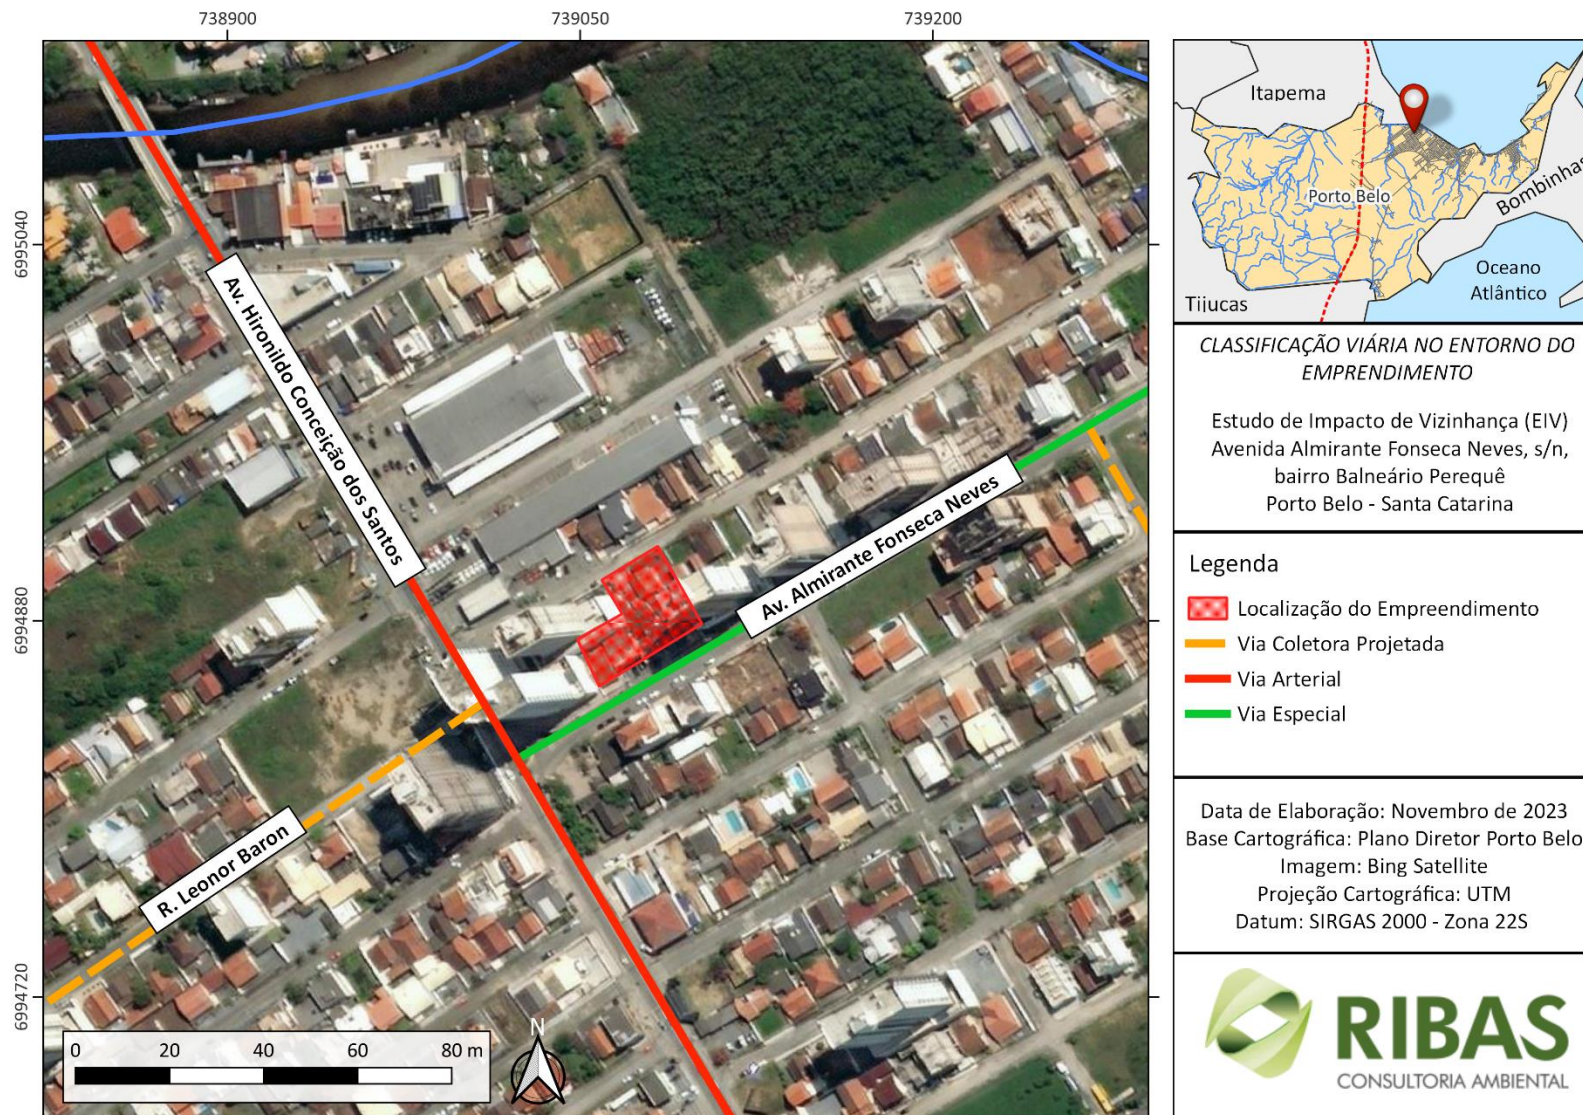 738900
739050
739200
6995040
6994880
6994720
Av. Hironildo Conceição dos Santos
Av. Almirante Fonseca Neves
R. Leonor Baron
0 20 40 60 80 m
N
Itapema
Porto Belo
Bombinhas
Oceano
Atlântico
Tijucas
CLASSIFICAÇÃO VIÁRIA NO ENTORNO DO
EMPRENDIMENTO
Estudo de Impacto de Vizinhança (EIV)
Avenida Almirante Fonseca Neves, s/n,
bairro Balneário Perequê
Porto Belo - Santa Catarina
Legenda
Localização do Empreendimento
Via Coletora Projetada
Via Arterial
Via Especial
Data de Elaboração: Novembro de 2023
Base Cartográfica: Plano Diretor Porto Belo
Imagem: Bing Satellite
Projeção Cartográfica: UTM
Datum: SIRGAS 2000 - Zona 22S
RIBAS
CONSULTORIA AMBIENTAL